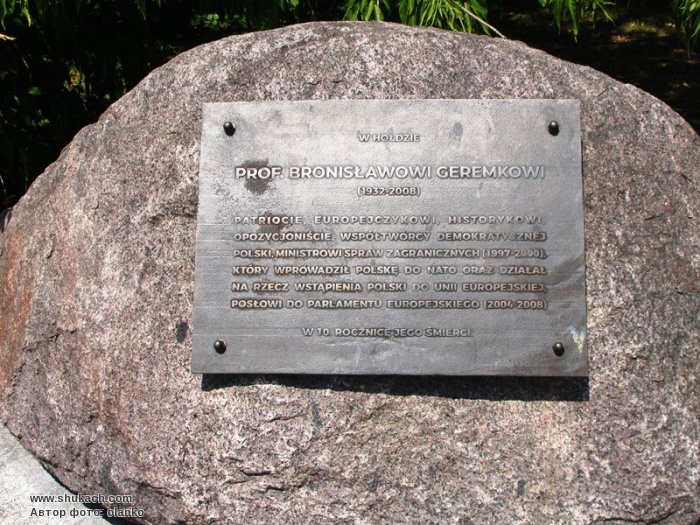 W HOŁDZIE
PROF. BRONISŁAWOWI GEREMKOWI
(1932-2008)
PATRIOCIE, EUROPEJCZYKOWI, HISTORYKOWI,
OPOZYCJONIŚCIE, WSPÓŁTWÓRCY DEMOKRATYCZNEJ
POLSKI, MINISTROWI SPRAW ZAGRANICZNYCH (1997-2000),
KTÓRY WPROWADZIŁ POLSKĘ DO NATO ORAZ DZIAŁAŁ
NA RZECZ WSTĄPIENIA POLSKI DO UNII EUROPEJSKIEJ,
POSŁOWI DO PARLAMENTU EUROPEJSKIEGO (2004-2008)
W 10. ROCZNICĘ JEGO ŚMIERCI
www.shukach.com
Автор фото: olanko